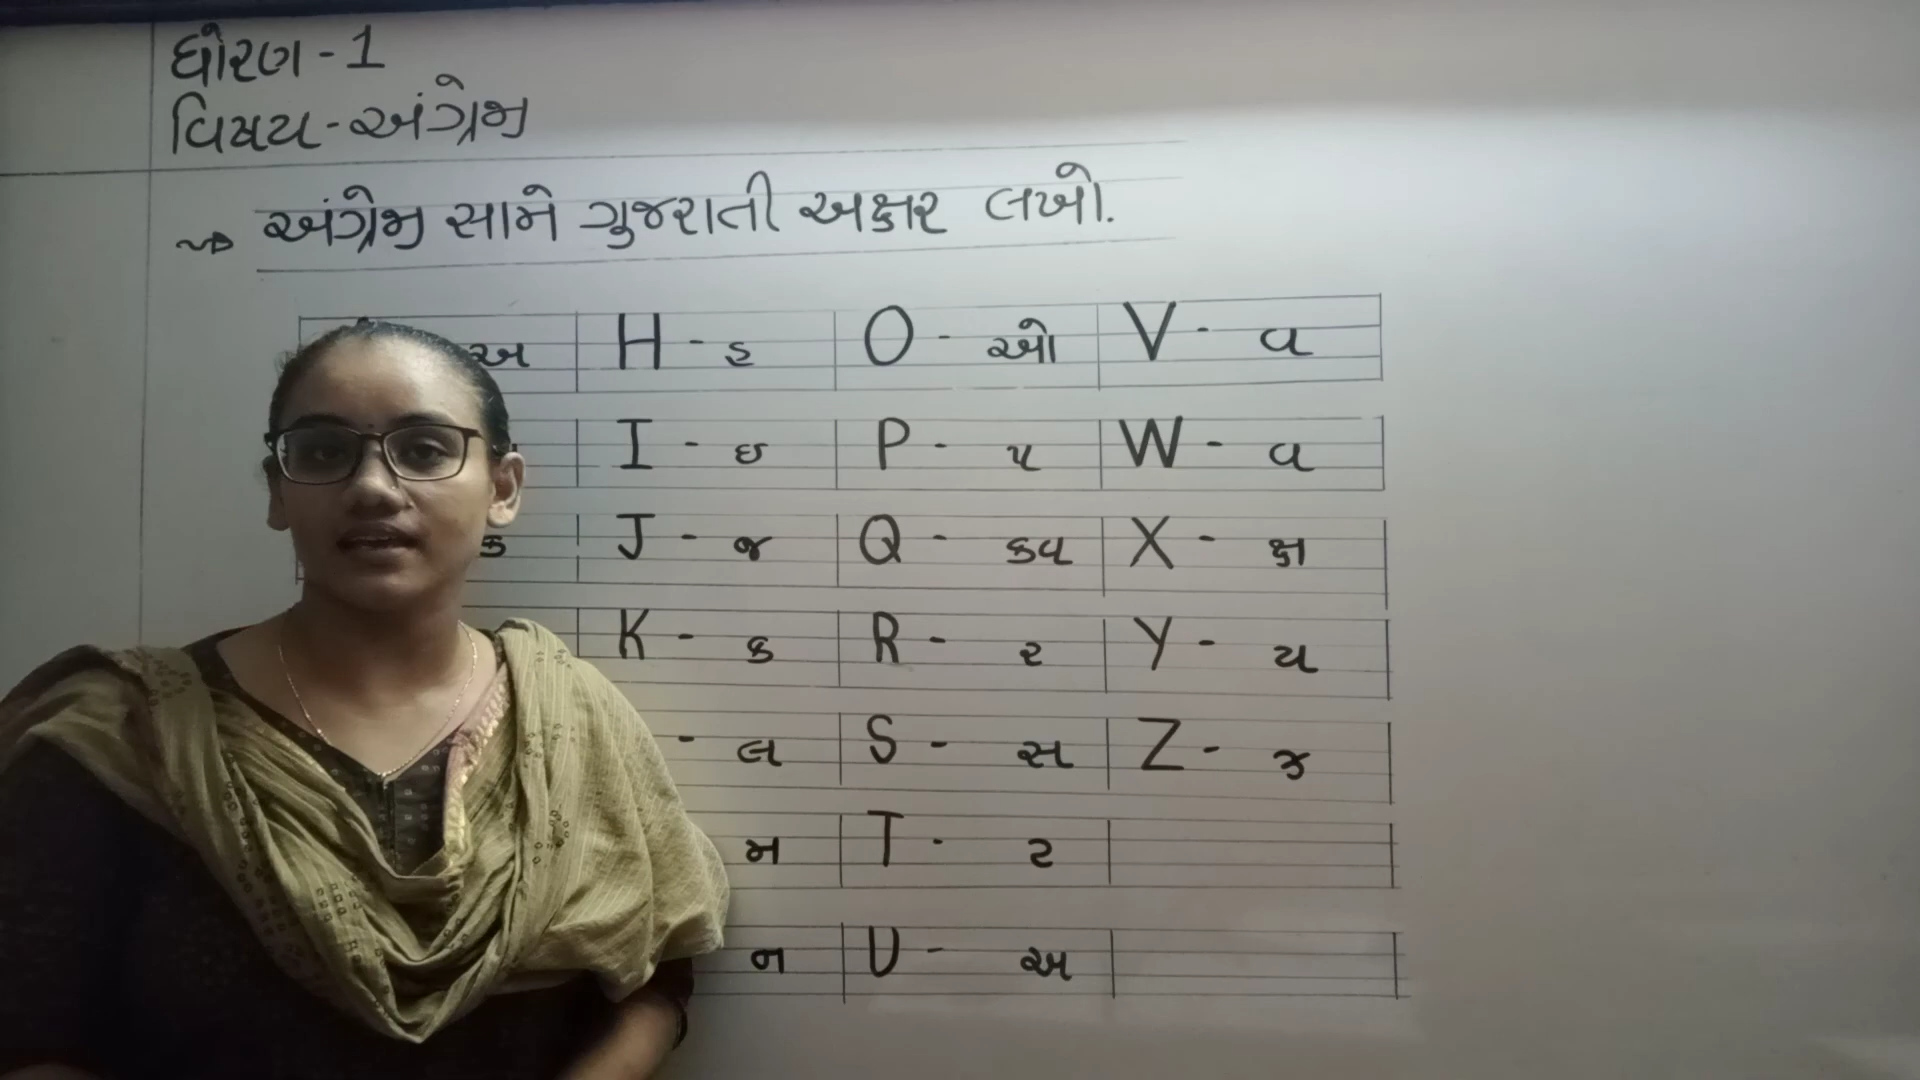 ધોરણ - 1
વિષય - અંગ્રેજી
અંગ્રેજી સામે ગુજરાતી અક્ષર લખો.
અ H - હ O - ઓ V - વ
I - ઇ P - પ W - વ
ક J - જ Q - કવ X - ક્ષ
K - ક R - ર Y - ય
- લ S - સ Z - ઝ
મ T - ટ
ન U - અ